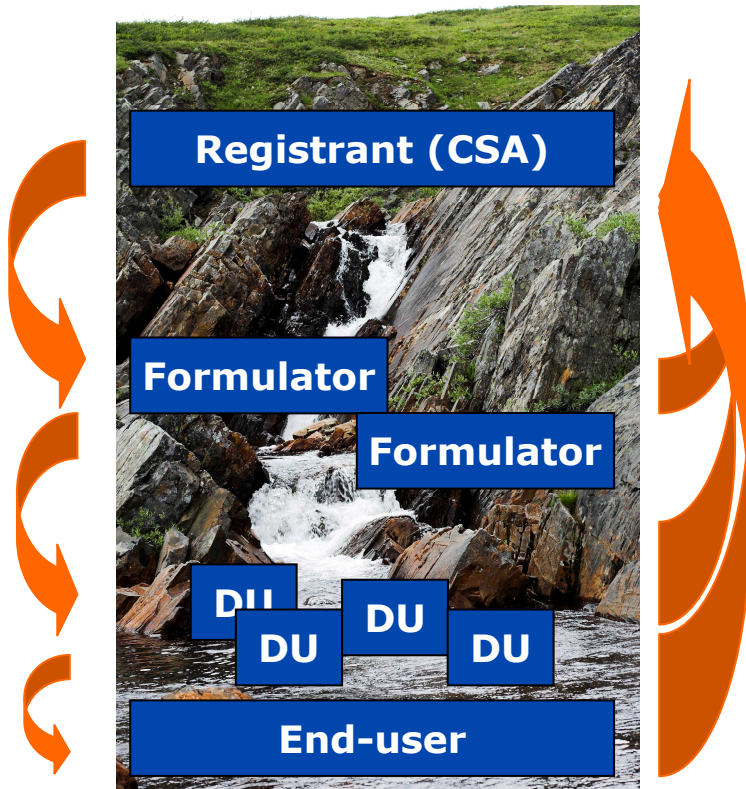 Registrant (CSA)
Formulator
Formulator
DU
DU
DU
DU
End-user